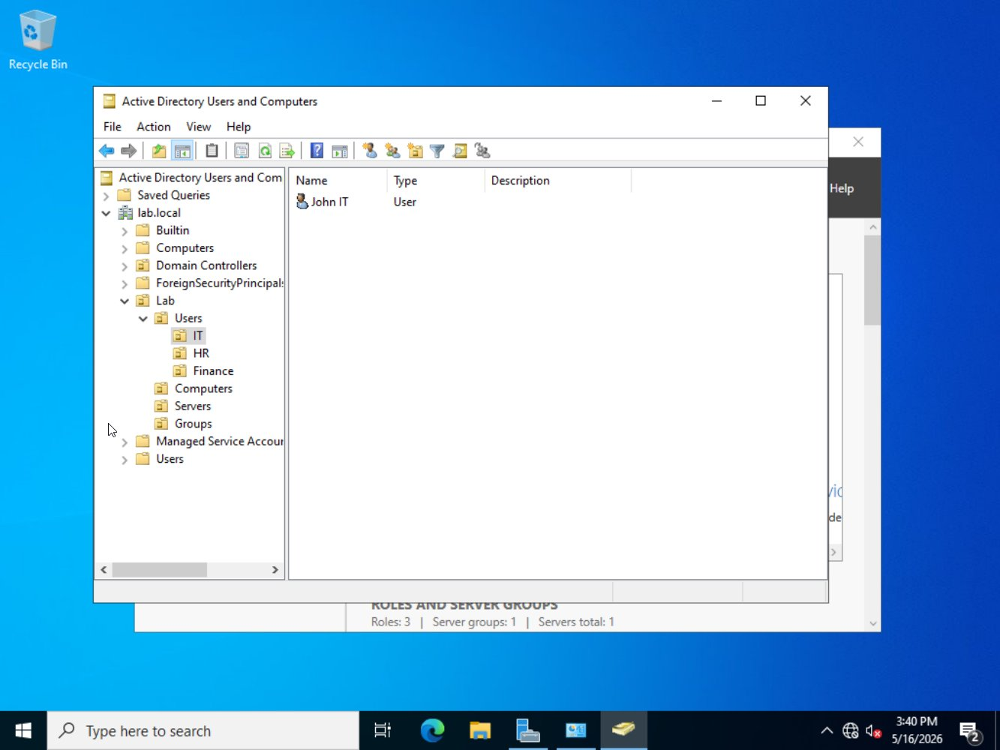 Recycle Bin
Active Directory Users and Computers
File Action View Help
Active Directory Users and Com
Saved Queries
lab.local
Builtin
Computers
Domain Controllers
ForeignSecurityPrincipals
Lab
Users
IT
HR
Finance
Computers
Servers
Groups
Managed Service Accour
Users
Name Type Description
John IT User
Help
vic
de
ROLES AND SERVER GROUPS
Roles: 3 | Server groups: 1 | Servers total: 1
Type here to search
3:40 PM
5/16/2026
2